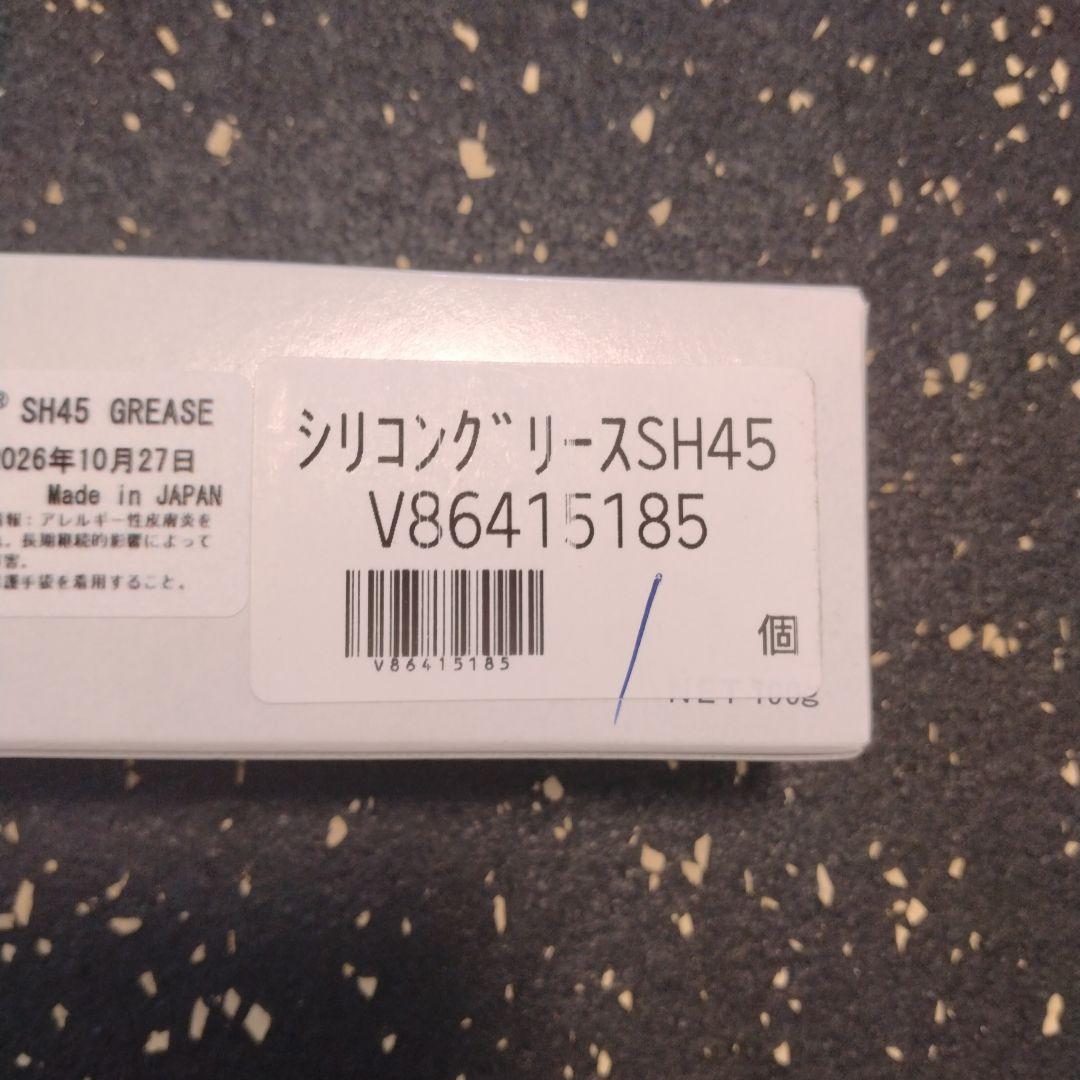 ® SH45 GREASE
026年10月27日
Made in JAPAN
報：アレルギー性皮膚炎を
。長期継続的影響によって
害。
護手袋を着用すること。
ｼﾘｺﾝｸﾞﾘｰｽSH45
V86415185
V86415185
個
NET 100g